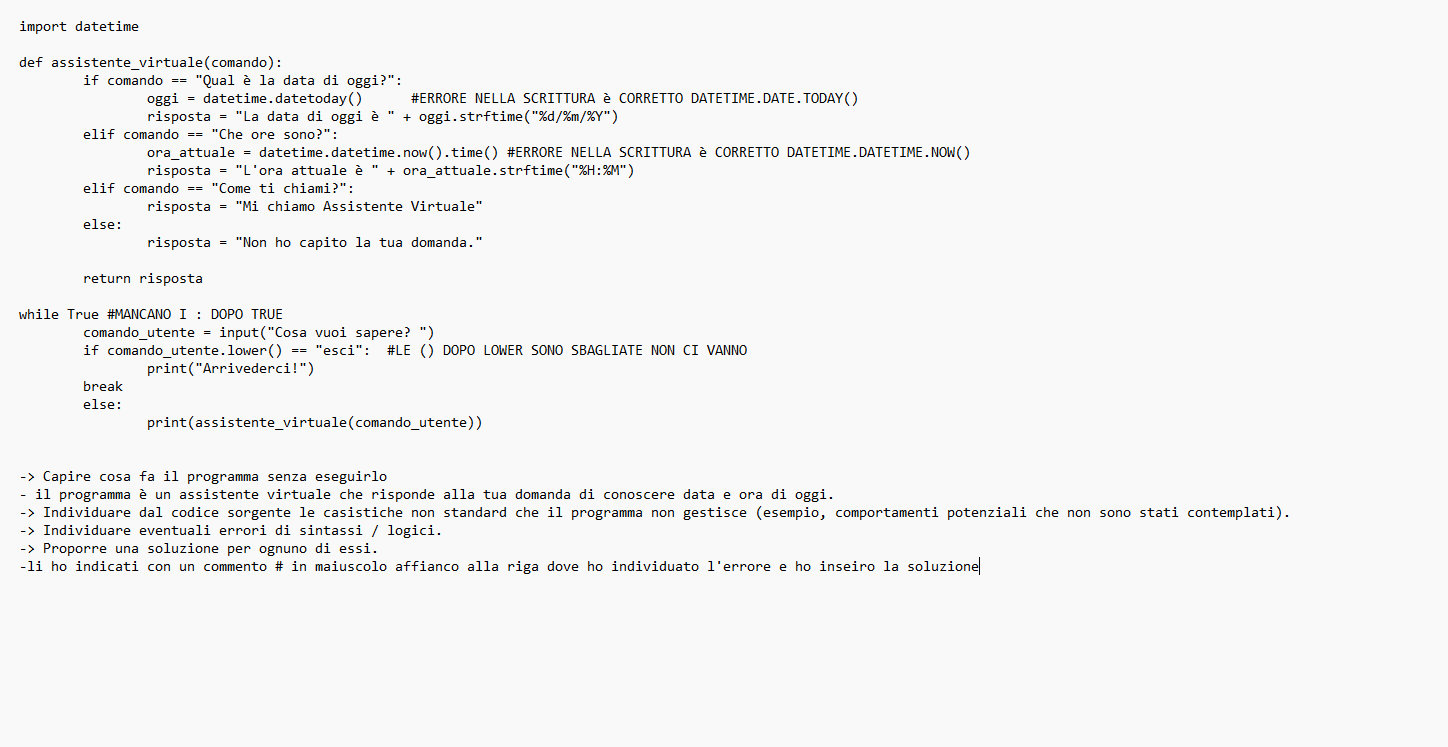 import datetime
def assistente_virtuale(comando):
if comando == "Qual è la data di oggi?":
oggi = datetime.datetoday() #ERRORE NELLA SCRITTURA è CORRETTO DATETIME.DATE.TODAY()
risposta = "La data di oggi è " + oggi.strftime("%d/%m/%Y")
elif comando == "Che ore sono?":
ora_attuale = datetime.datetime.now().time() #ERRORE NELLA SCRITTURA è CORRETTO DATETIME.DATETIME.NOW()
risposta = "L'ora attuale è " + ora_attuale.strftime("%H:%M")
elif comando == "Come ti chiami?":
risposta = "Mi chiamo Assistente Virtuale"
else:
risposta = "Non ho capito la tua domanda."
return risposta
while True #MANCANO I : DOPO TRUE
comando_utente = input("Cosa vuoi sapere? ")
if comando_utente.lower() == "esci": #LE () DOPO LOWER SONO SBAGLIATE NON CI VANNO
print("Arrivederci!")
break
else:
print(assistente_virtuale(comando_utente))
-> Capire cosa fa il programma senza eseguirlo
- il programma è un assistente virtuale che risponde alla tua domanda di conoscere data e ora di oggi.
-> Individuare dal codice sorgente le casistiche non standard che il programma non gestisce (esempio, comportamenti potenziali che non sono stati contemplati).
-> Individuare eventuali errori di sintassi / logici.
-> Proporre una soluzione per ognuno di essi.
-li ho indicati con un commento # in maiuscolo affianco alla riga dove ho individuato l'errore e ho inseiro la soluzione